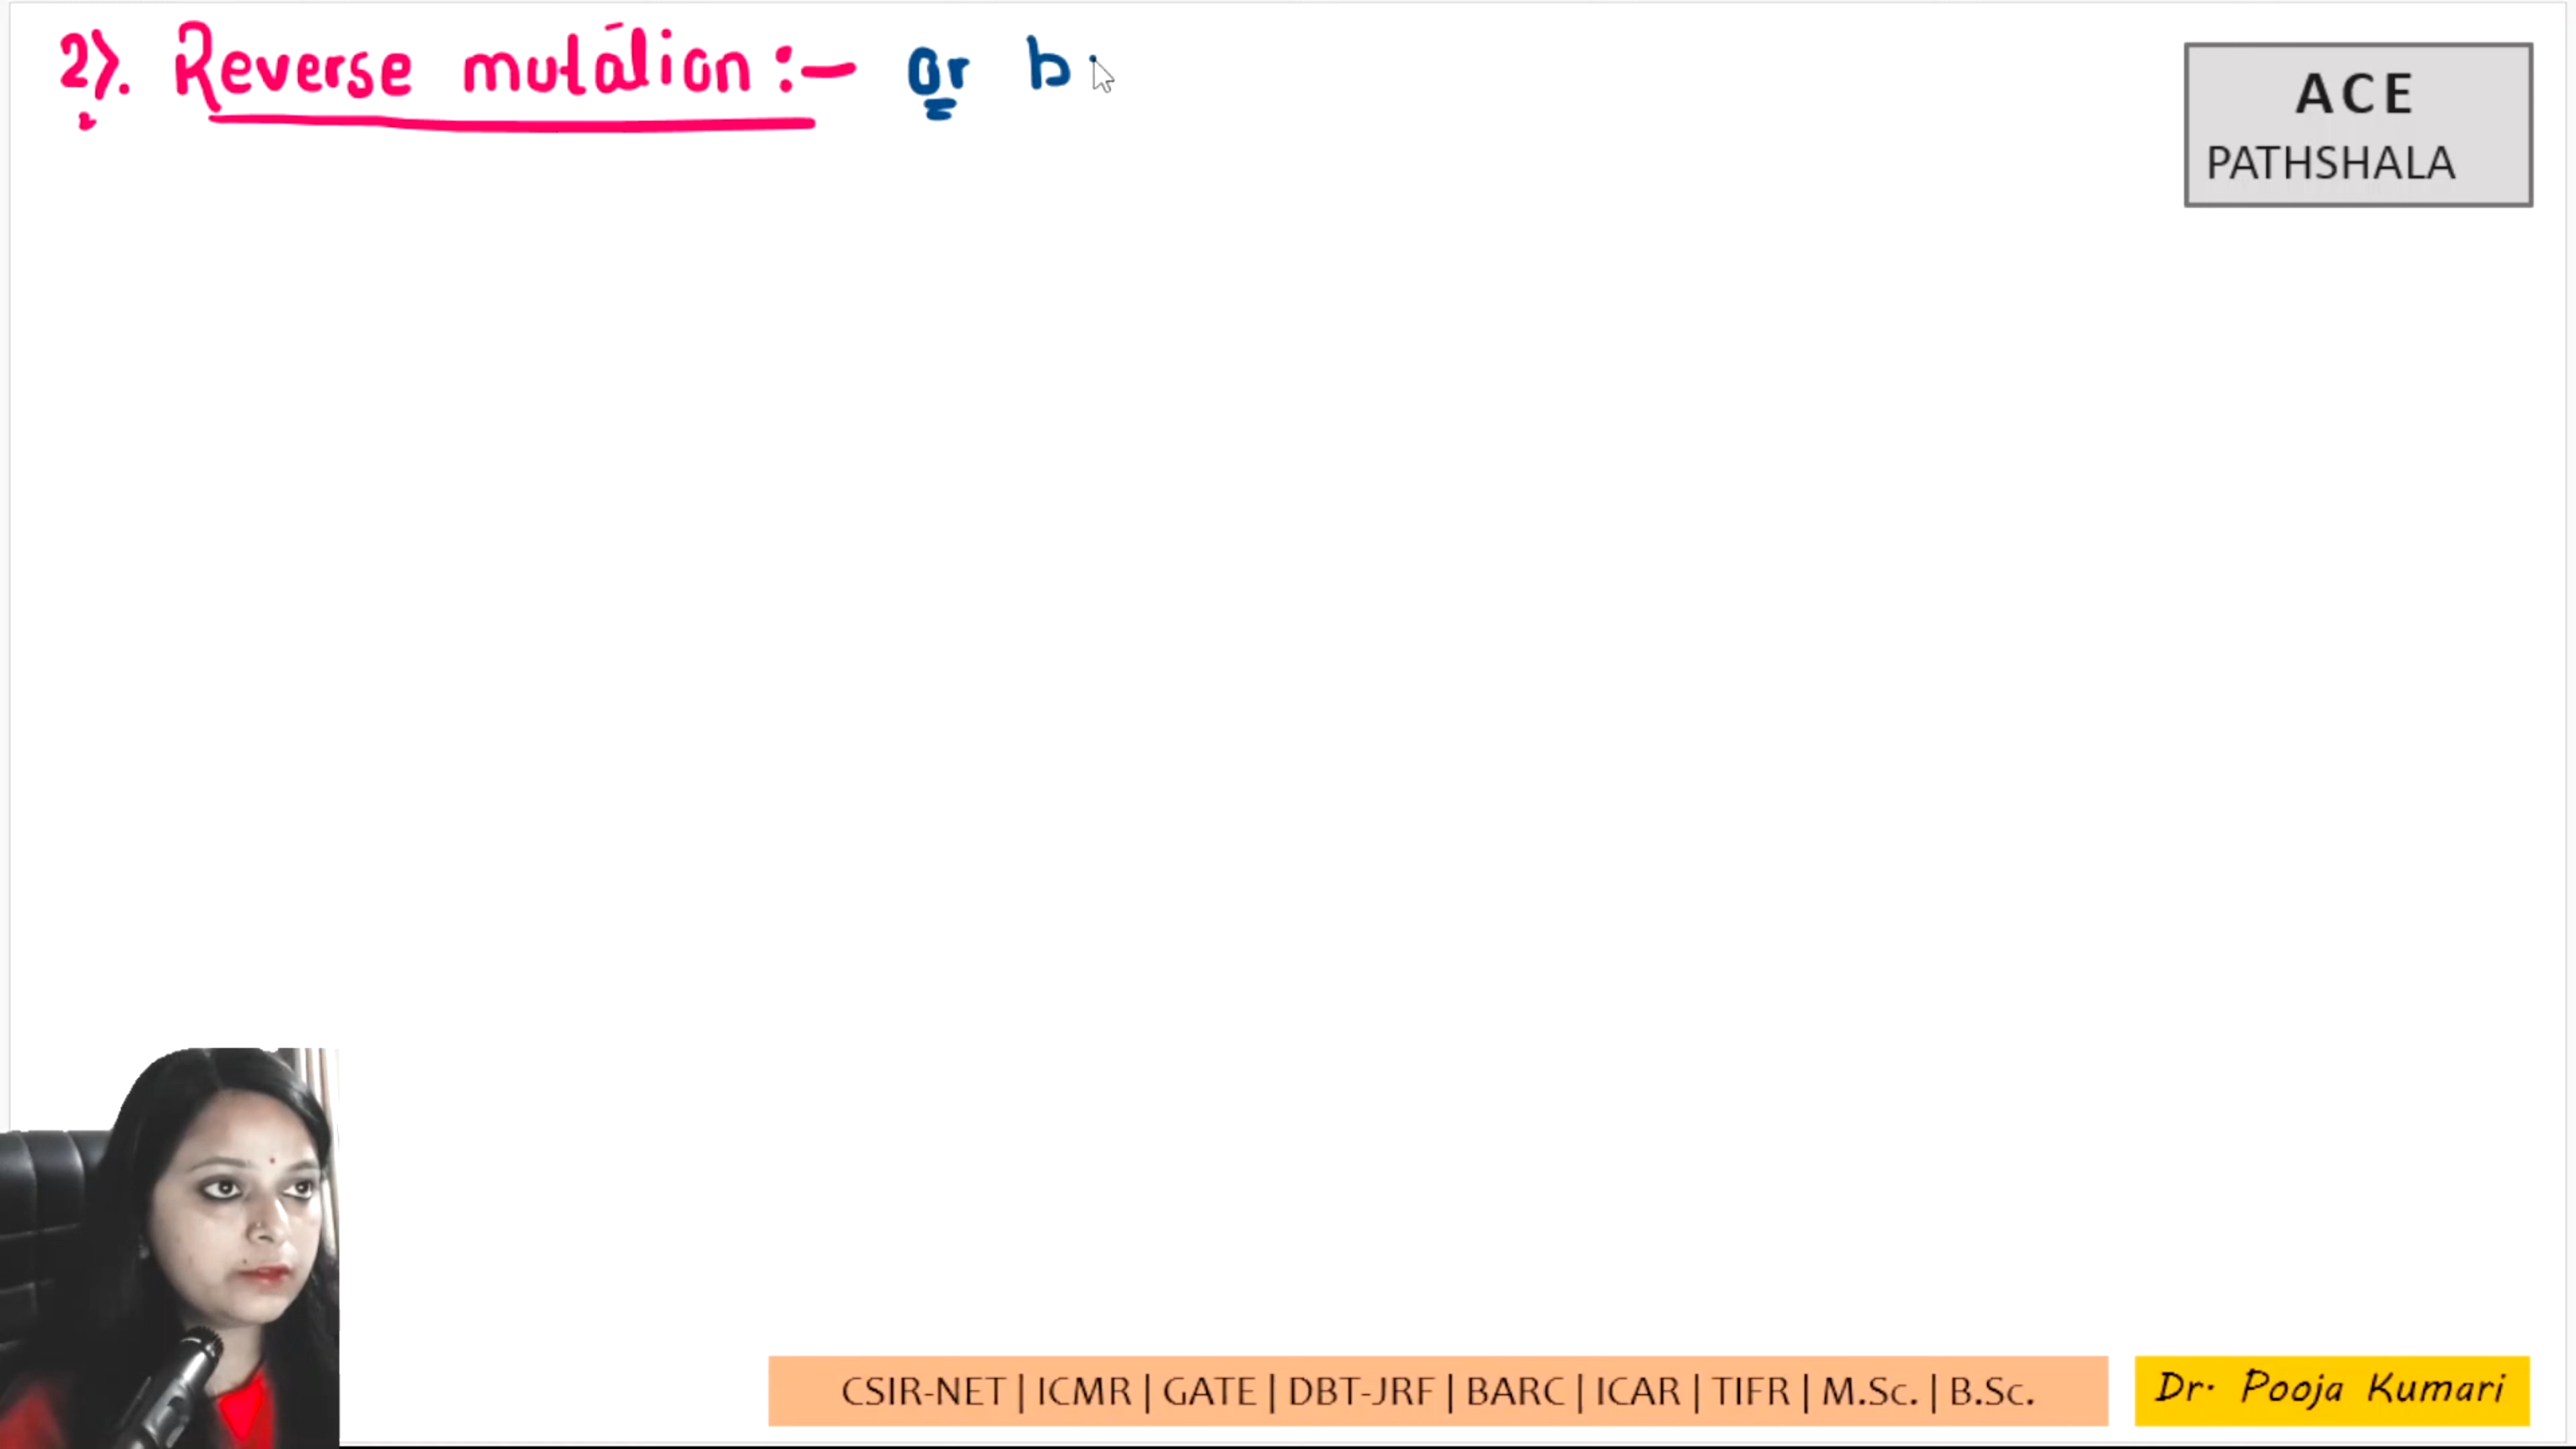 2). Reverse mutation :- or b
ACE
PATHSHALA
CSIR-NET | ICMR | GATE | DBT-JRF | BARC | ICAR | TIFR | M.Sc. | B.Sc.
Dr. Pooja Kumari